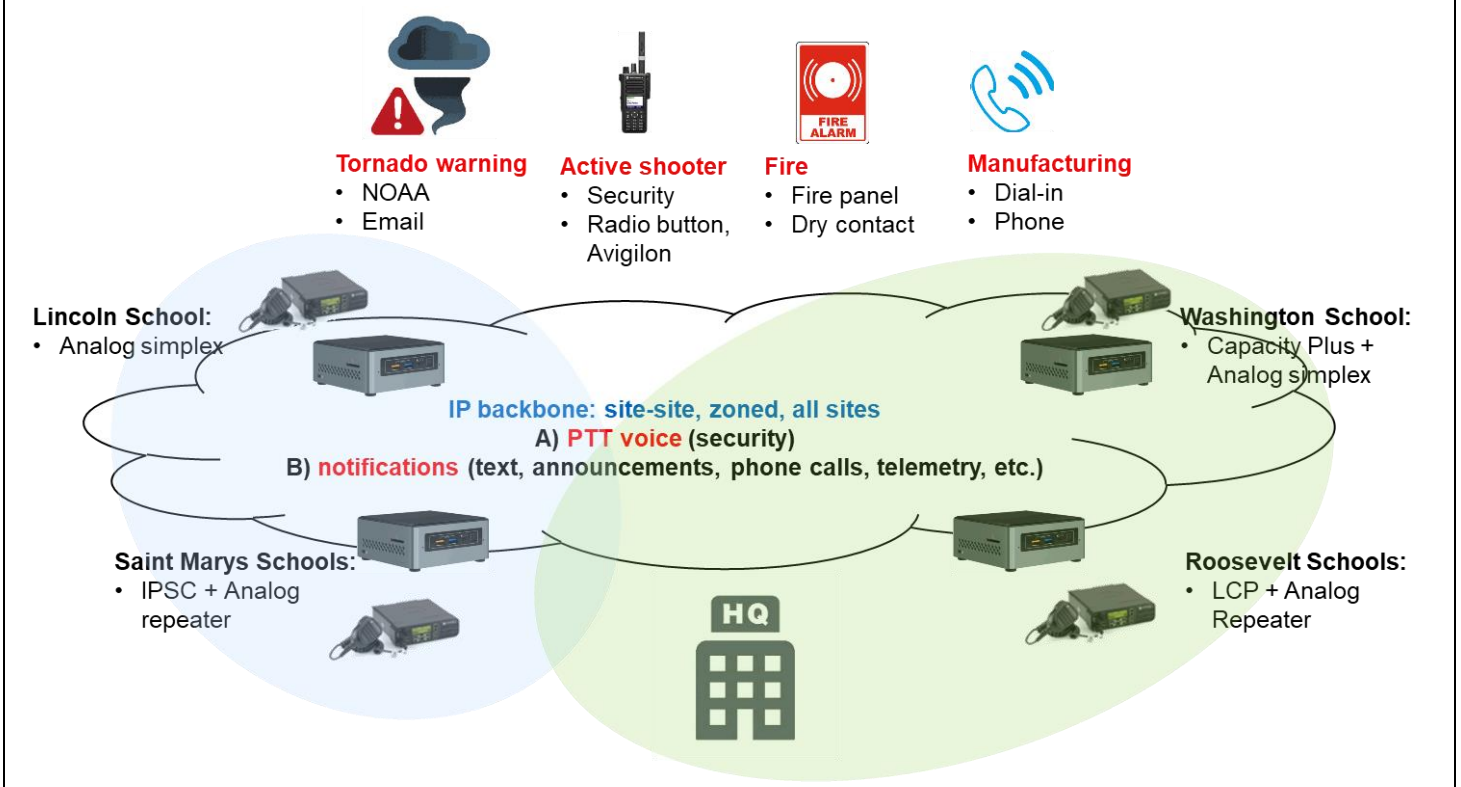 FIRE
ALARM
Tornado warning
• NOAA
• Email
Active shooter
• Security
• Radio button,
Avigilon
Fire
• Fire panel
• Dry contact
Manufacturing
• Dial-in
• Phone
Lincoln School:
• Analog simplex
Washington School:
• Capacity Plus +
Analog simplex
IP backbone: site-site, zoned, all sites
A) PTT voice (security)
B) notifications (text, announcements, phone calls, telemetry, etc.)
Saint Marys Schools:
• IPSC + Analog
repeater
Roosevelt Schools:
• LCP + Analog
Repeater
HQ